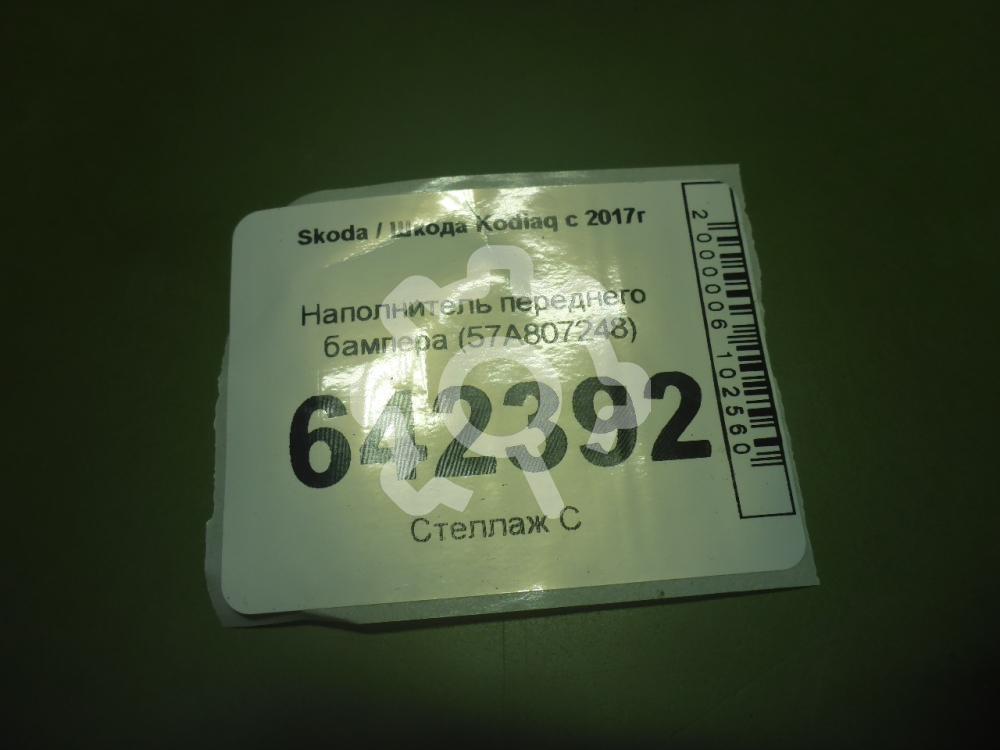 Skoda / Шкода Kodiaq с 2017г
Наполнитель переднего
бампера (57A807248)
642392
Стеллаж С
2000006102560